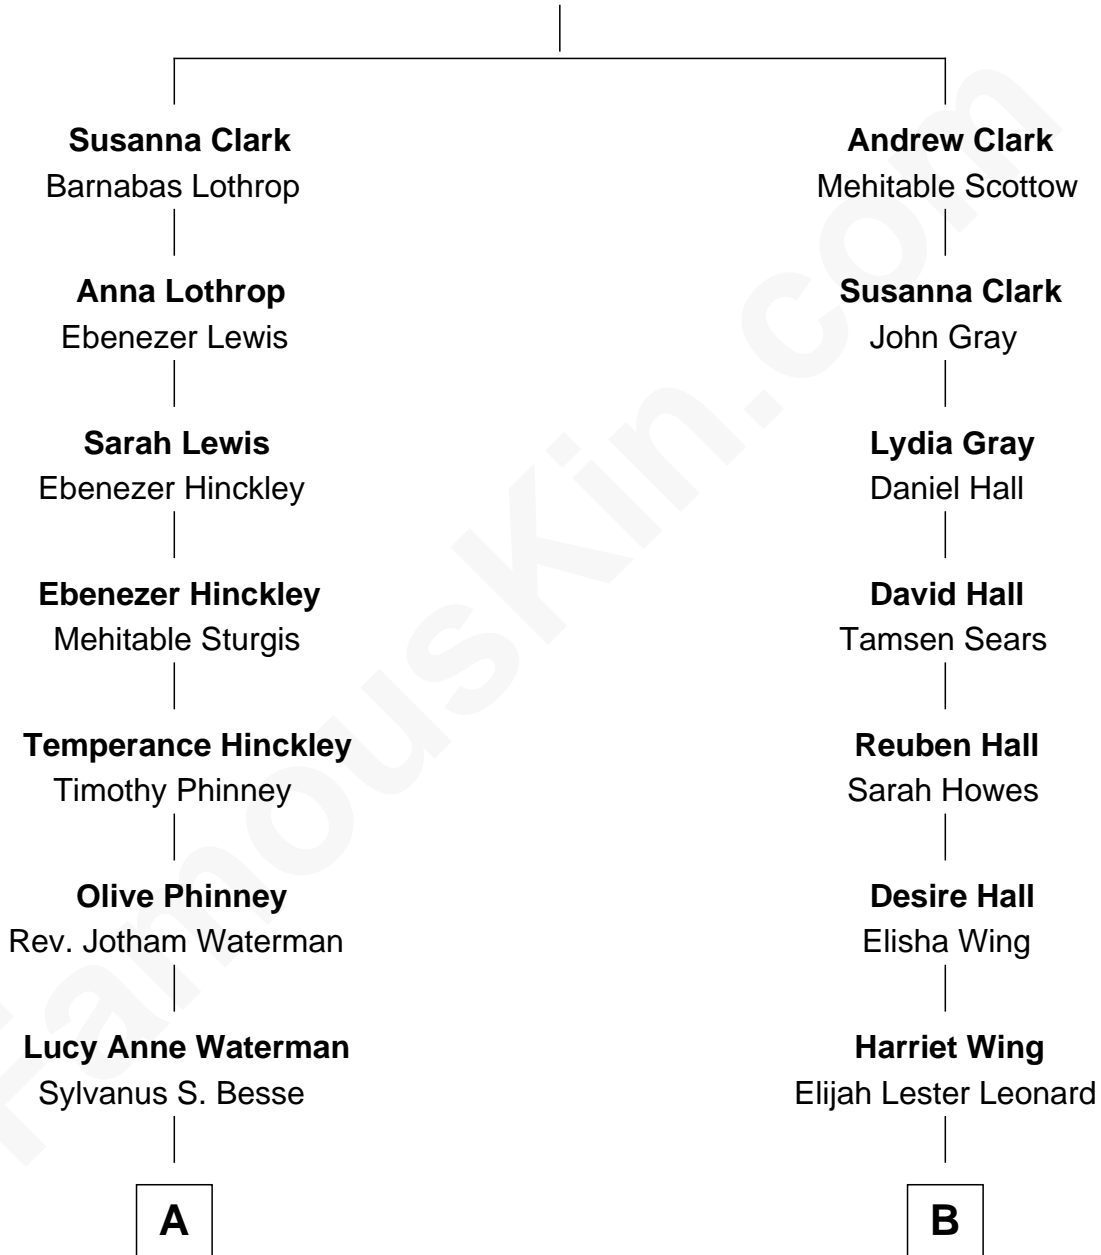 Susanna Clark
Barnabas Lothrop
Anna Lothrop
Ebenezer Lewis
Sarah Lewis
Ebenezer Hinckley
Ebenezer Hinckley
Mehitable Sturgis
Temperance Hinckley
Timothy Phinney
Olive Phinney
Rev. Jotham Waterman
Lucy Anne Waterman
Sylvanus S. Besse
A
Andrew Clark
Mehitable Scottow
Susanna Clark
John Gray
Lydia Gray
Daniel Hall
David Hall
Tamsen Sears
Reuben Hall
Sarah Howes
Desire Hall
Elisha Wing
Harriet Wing
Elijah Lester Leonard
B
FamousKin.com